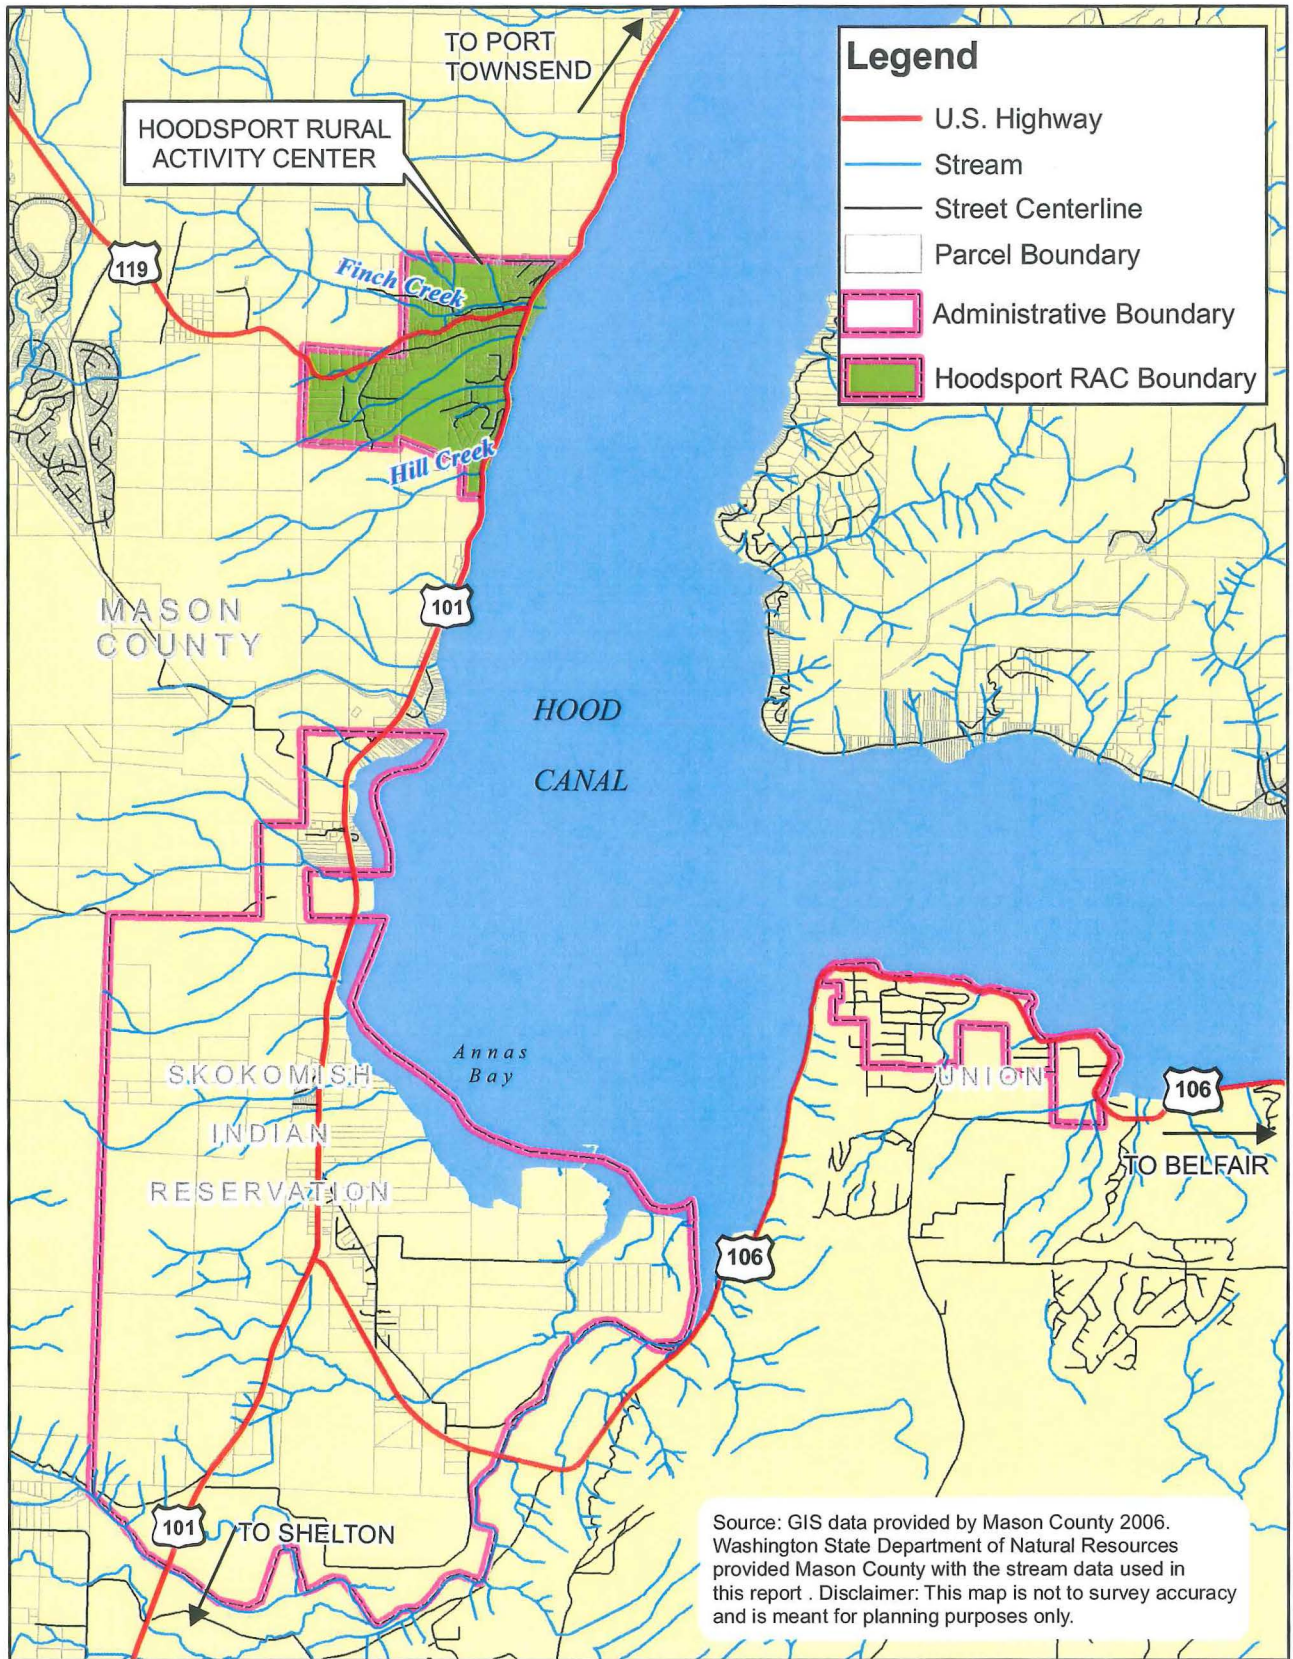 TO PORT
TOWNSEND
Legend
U.S. Highway
Stream
Street Centerline
Parcel Boundary
Administrative Boundary
Hoodsport RAC Boundary
HOODSPORT RURAL
ACTIVITY CENTER
119
Finch Creek
Hill Creek
101
MASON
COUNTY
HOOD
CANAL
Annas
Bay
SKOKOMISH
INDIAN
RESERVATION
UNION
106
TO BELFAIR
106
101
TO SHELTON
Source: GIS data provided by Mason County 2006.
Washington State Department of Natural Resources
provided Mason County with the stream data used in
this report . Disclaimer: This map is not to survey accuracy
and is meant for planning purposes only.